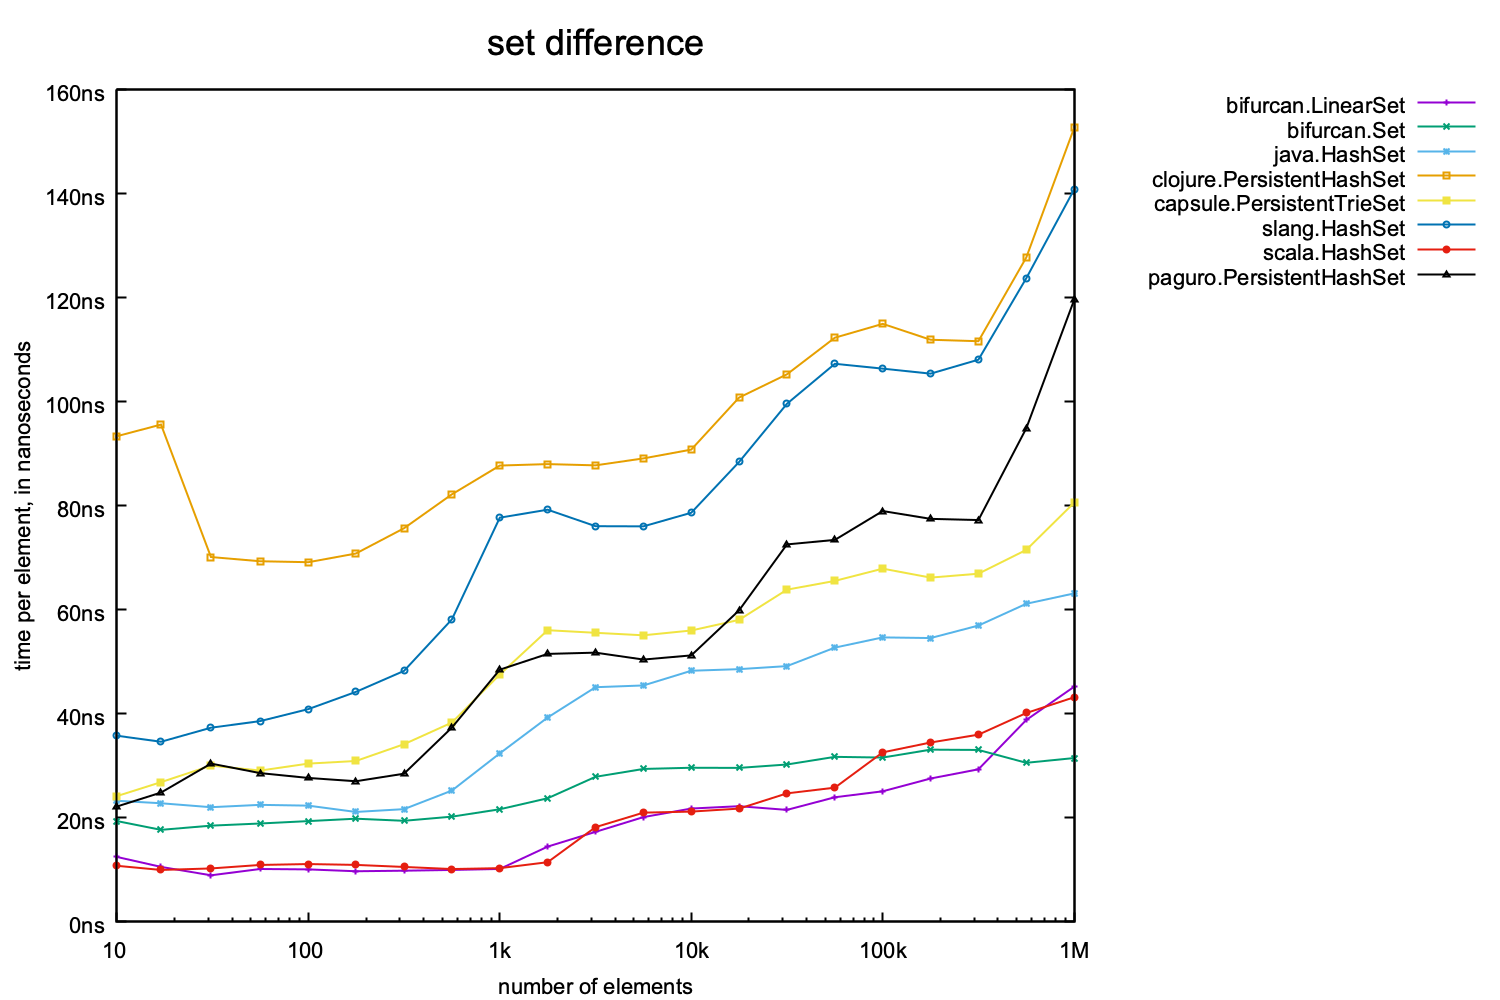 set difference
160ns
140ns
120ns
100ns
80ns
60ns
40ns
20ns
0ns
time per element, in nanoseconds
10
100
1k
10k
100k
1M
number of elements
bifurcan.LinearSet
bifurcan.Set
java.HashSet
clojure.PersistentHashSet
capsule.PersistentTrieSet
slang.HashSet
scala.HashSet
paguro.PersistentHashSet